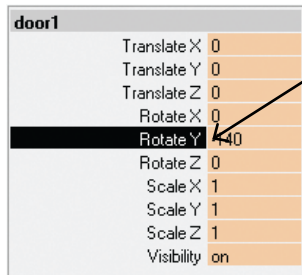 door1
Translate X 0
Translate Y 0
Translate Z 0
Rotate X 0
Rotate Y -140
Rotate Z 0
Scale X 1
Scale Y 1
Scale Z 1
Visibility on